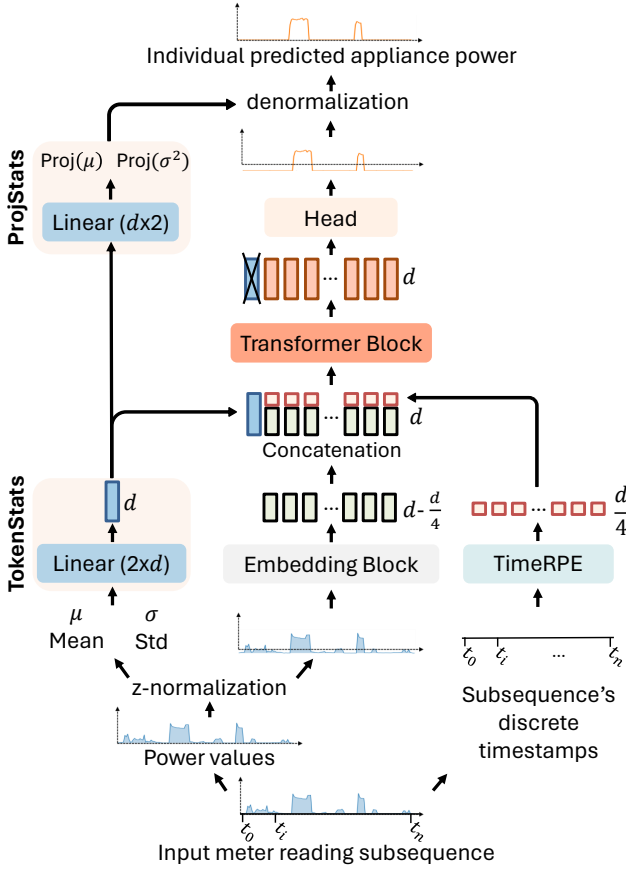 Individual predicted appliance power
denormalization
ProjStats
Proj(μ) Proj(σ²)
Linear (dx2)
Head
... d
Transformer Block
... d
Concatenation
TokenStats
d
... d- d/4
... d/4
Linear (2xd)
Embedding Block
TimeRPE
μ σ
Mean Std
t₀ tᵢ ... tₙ
z-normalization
Subsequence's
discrete
timestamps
Power values
t₀ tᵢ tₙ
Input meter reading subsequence